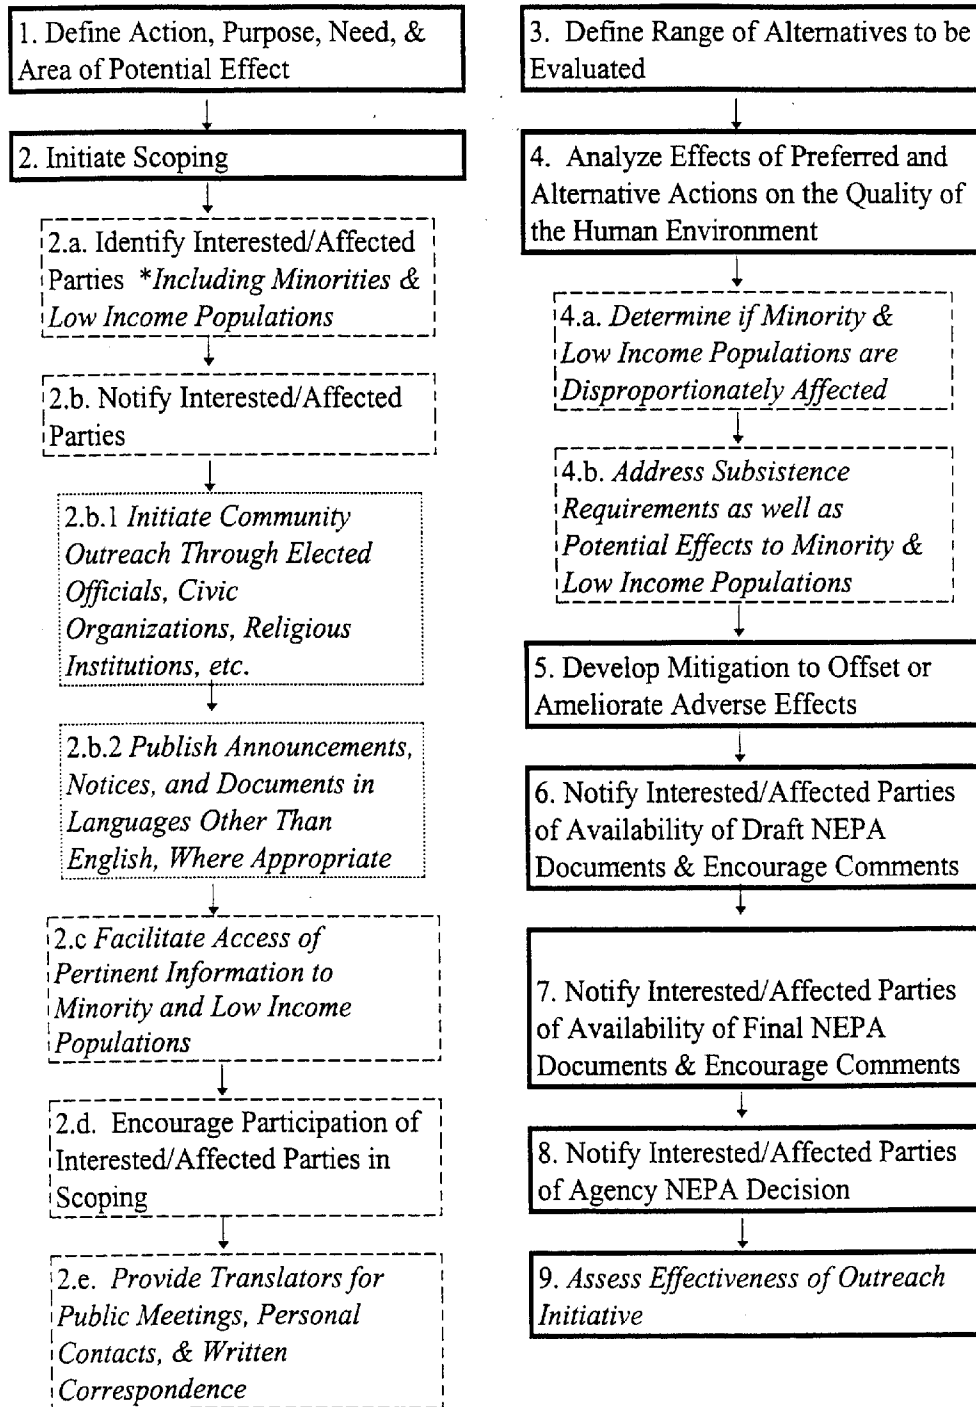 1. Define Action, Purpose, Need, &
Area of Potential Effect
2. Initiate Scoping
2.a. Identify Interested/Affected
Parties *Including Minorities &
Low Income Populations
2.b. Notify Interested/Affected
Parties
2.b.1 Initiate Community
Outreach Through Elected
Officials, Civic
Organizations, Religious
Institutions, etc.
2.b.2 Publish Announcements,
Notices, and Documents in
Languages Other Than
English, Where Appropriate
2.c Facilitate Access of
Pertinent Information to
Minority and Low Income
Populations
2.d. Encourage Participation of
Interested/Affected Parties in
Scoping
2.e. Provide Translators for
Public Meetings, Personal
Contacts, & Written
Correspondence
3. Define Range of Alternatives to be
Evaluated
4. Analyze Effects of Preferred and
Alternative Actions on the Quality of
the Human Environment
4.a. Determine if Minority &
Low Income Populations are
Disproportionately Affected
4.b. Address Subsistence
Requirements as well as
Potential Effects to Minority &
Low Income Populations
5. Develop Mitigation to Offset or
Ameliorate Adverse Effects
6. Notify Interested/Affected Parties
of Availability of Draft NEPA
Documents & Encourage Comments
7. Notify Interested/Affected Parties
of Availability of Final NEPA
Documents & Encourage Comments
8. Notify Interested/Affected Parties
of Agency NEPA Decision
9. Assess Effectiveness of Outreach
Initiative